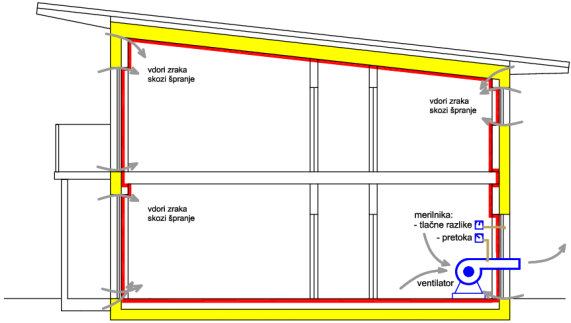 vdori zraka
skozi špranje
vdori zraka
skozi špranje
vdori zraka
skozi špranje
merilnika:
- tlačne razlike
- pretoka
ventilator